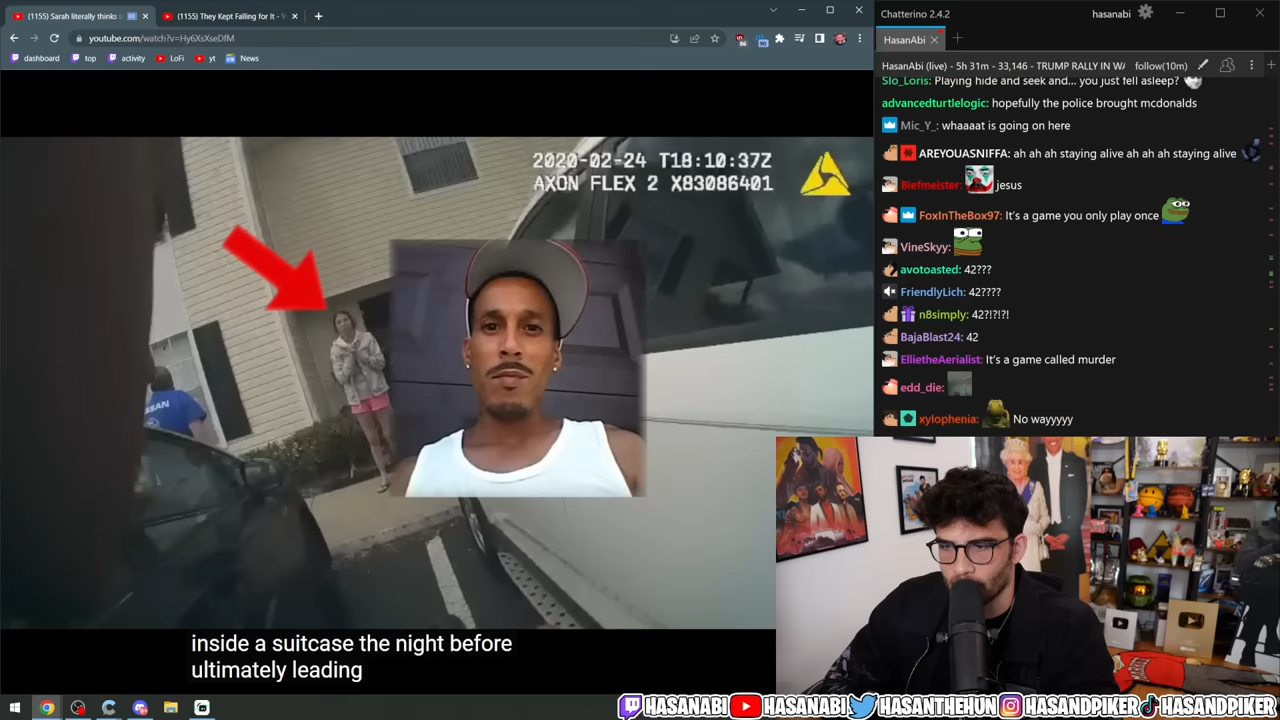 (1155) Sarah literally thinks s
(1155) They Kept Falling for It - Y
youtube.com/watch?v=Hy6XsXseDfM
dashboard
top
activity
LoFi
yt
News
2020-02-24 T18:10:37Z
AXON FLEX 2 X83086401
inside a suitcase the night before
ultimately leading
Chatterino 2.4.2
hasanabi
HasanAbi
HasanAbi (live) - 5h 31m - 33,146 - TRUMP RALLY IN WA
follow(10m)
Slo_Loris: Playing hide and seek and... you just fell asleep?
advancedturtlelogic: hopefully the police brought mcdonalds
Mic_Y_: whaaaat is going on here
AREYOUASNIFFA: ah ah ah staying alive ah ah ah staying alive
Biefmeister: jesus
FoxInTheBox97: It's a game you only play once
VineSkyy:
avotoasted: 42???
FriendlyLich: 42????
n8simply: 42?!?!?!
BajaBlast24: 42
EllietheAerialist: It's a game called murder
edd_die:
xylophenia: No wayyyyy
HASANABI HASANABI HASANTHEHUN HASANDPIKER HASANDPIKER